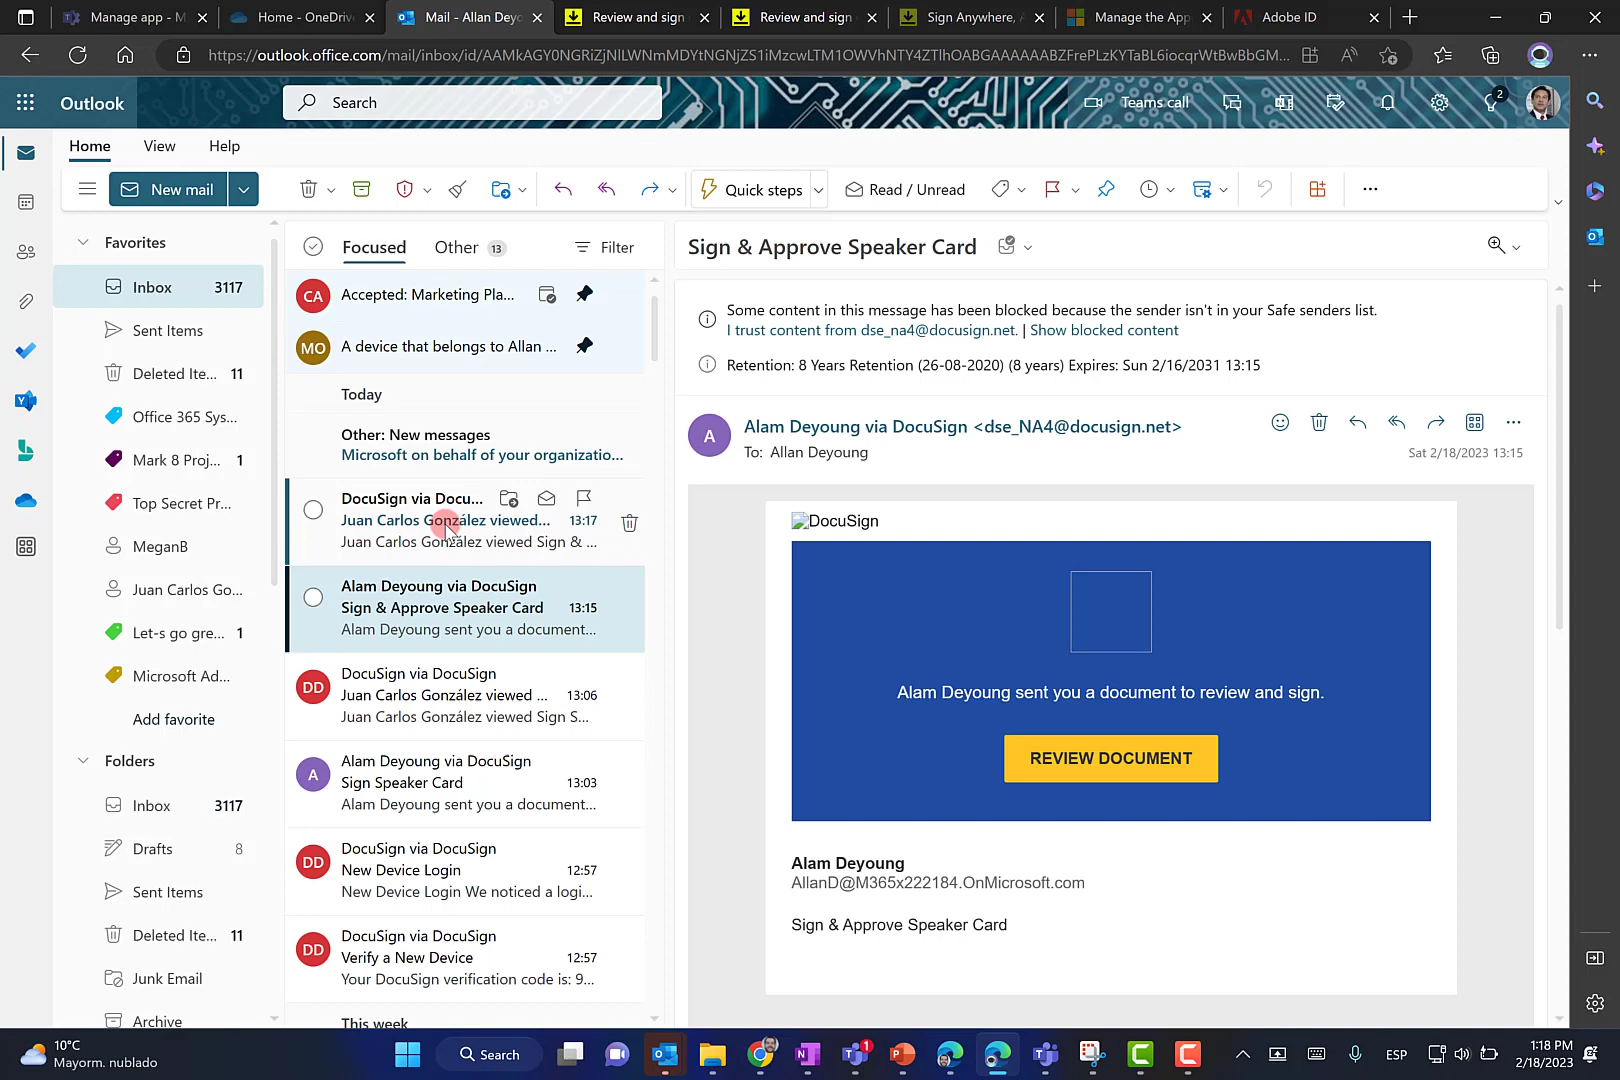 Manage app - M
Home - OneDriv
Mail - Allan Deyo
Review and sign
Review and sign
Sign Anywhere, A
Manage the App
Adobe ID
https://outlook.office.com/mail/inbox/id/AAMkAGY0NGRiZjNlLWNmMDYtNGNjZS1iMzcwLTM1OWVhNTY4ZTlhOABGAAAAAABZFrePLzKYTaBL6iocqrWtBwBbGM...
Outlook
Search
Teams call
2
Home
View
Help
New mail
Quick steps
Read / Unread
Favorites
Inbox 3117
Sent Items
Deleted Ite... 11
Office 365 Sys...
Mark 8 Proj... 1
Top Secret Pr...
MeganB
Juan Carlos Go...
Let-s go gre... 1
Microsoft Ad...
Add favorite
Folders
Inbox 3117
Drafts 8
Sent Items
Deleted Ite... 11
Junk Email
Archive
Focused
Other 13
Filter
CA
Accepted: Marketing Pla...
MO
A device that belongs to Allan ...
Today
Other: New messages
Microsoft on behalf of your organizatio...
DocuSign via Docu...
Juan Carlos González viewed... 13:17
Juan Carlos González viewed Sign & ...
Alam Deyoung via DocuSign
Sign & Approve Speaker Card 13:15
Alam Deyoung sent you a document...
DD
DocuSign via DocuSign
Juan Carlos González viewed ... 13:06
Juan Carlos González viewed Sign S...
A
Alam Deyoung via DocuSign
Sign Speaker Card 13:03
Alam Deyoung sent you a document...
DD
DocuSign via DocuSign
New Device Login 12:57
New Device Login We noticed a logi...
DD
DocuSign via DocuSign
Verify a New Device 12:57
Your DocuSign verification code is: 9...
This week
Sign & Approve Speaker Card
Some content in this message has been blocked because the sender isn't in your Safe senders list.
I trust content from dse_na4@docusign.net. | Show blocked content
Retention: 8 Years Retention (26-08-2020) (8 years) Expires: Sun 2/16/2031 13:15
A
Alam Deyoung via DocuSign <dse_NA4@docusign.net>
To: Allan Deyoung
Sat 2/18/2023 13:15
DocuSign
Alam Deyoung sent you a document to review and sign.
REVIEW DOCUMENT
Alam Deyoung
AllanD@M365x222184.OnMicrosoft.com
Sign & Approve Speaker Card
10°C
Mayorm. nublado
Search
1
ESP
1:18 PM
2/18/2023